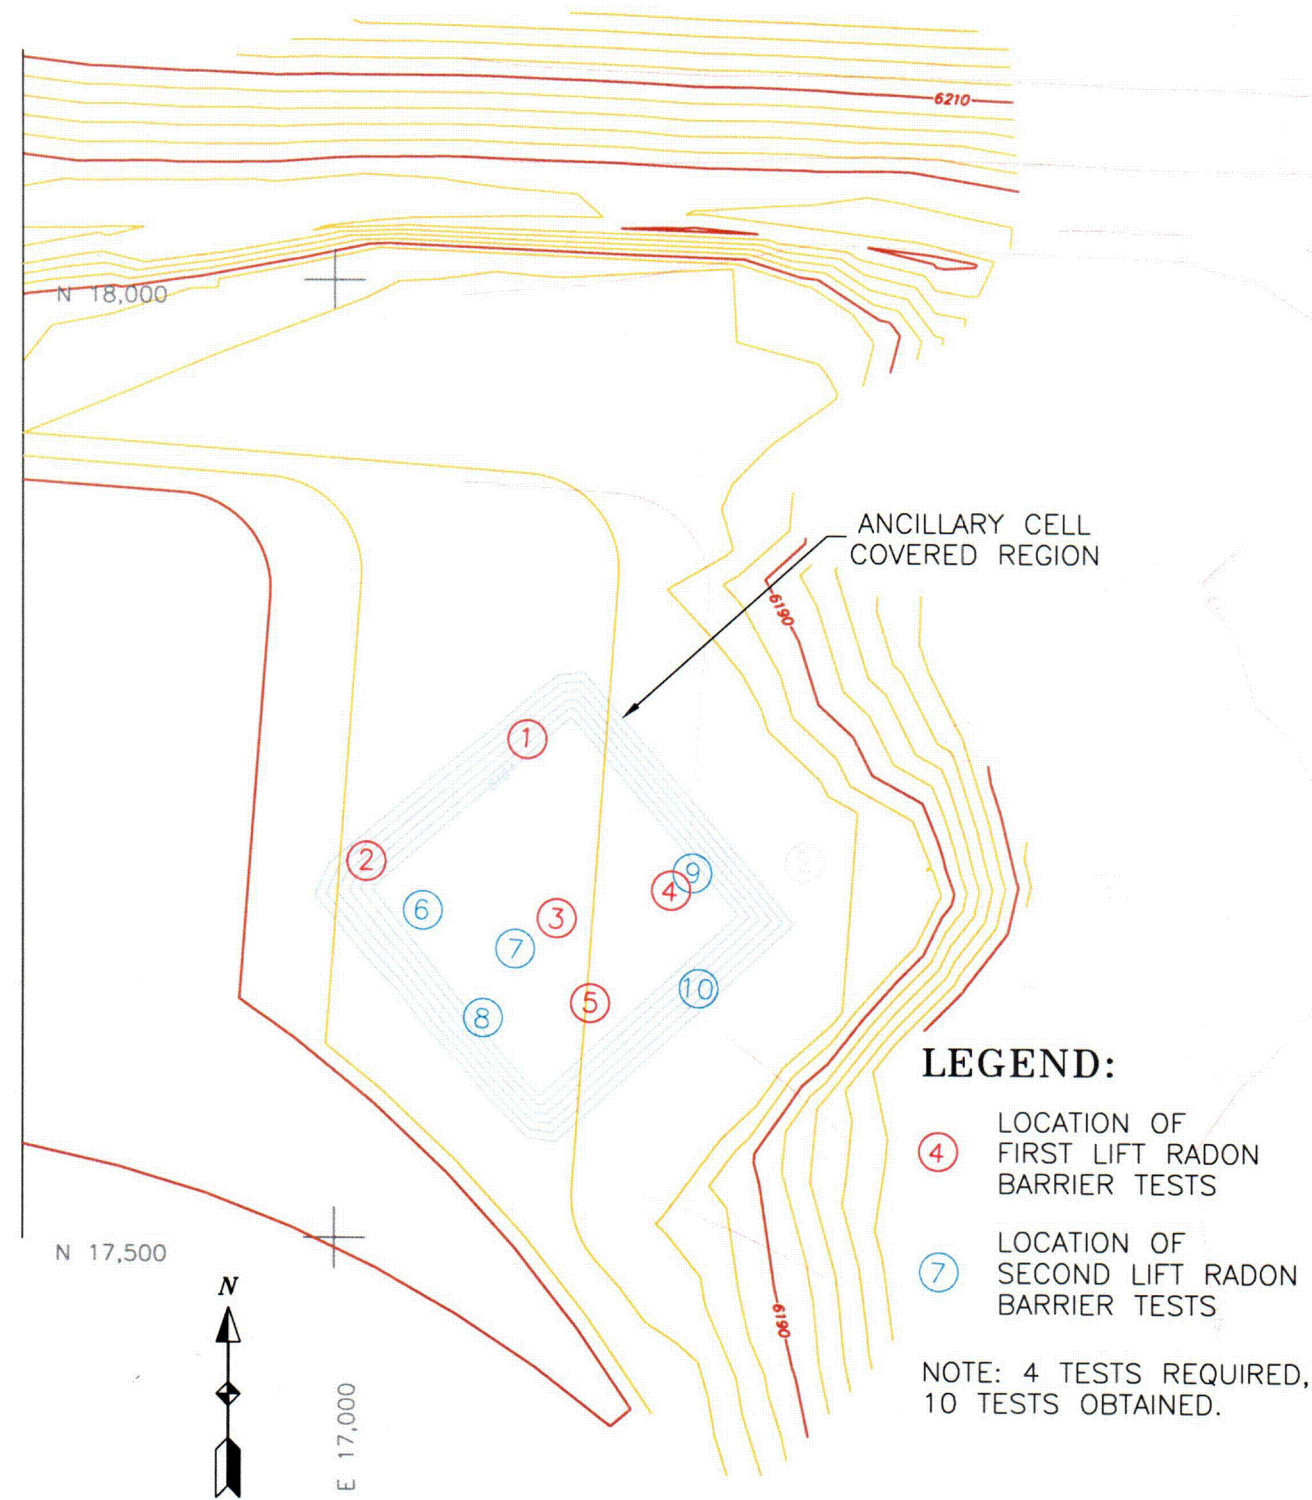 6210
N 18,000
ANCILLARY CELL
COVERED REGION
6190
1
2
9
4
6
3
7
10
5
8
LEGEND:
4
LOCATION OF
FIRST LIFT RADON
BARRIER TESTS
N 17,500
7
LOCATION OF
SECOND LIFT RADON
BARRIER TESTS
N
6190
NOTE: 4 TESTS REQUIRED,
10 TESTS OBTAINED.
E 17,000